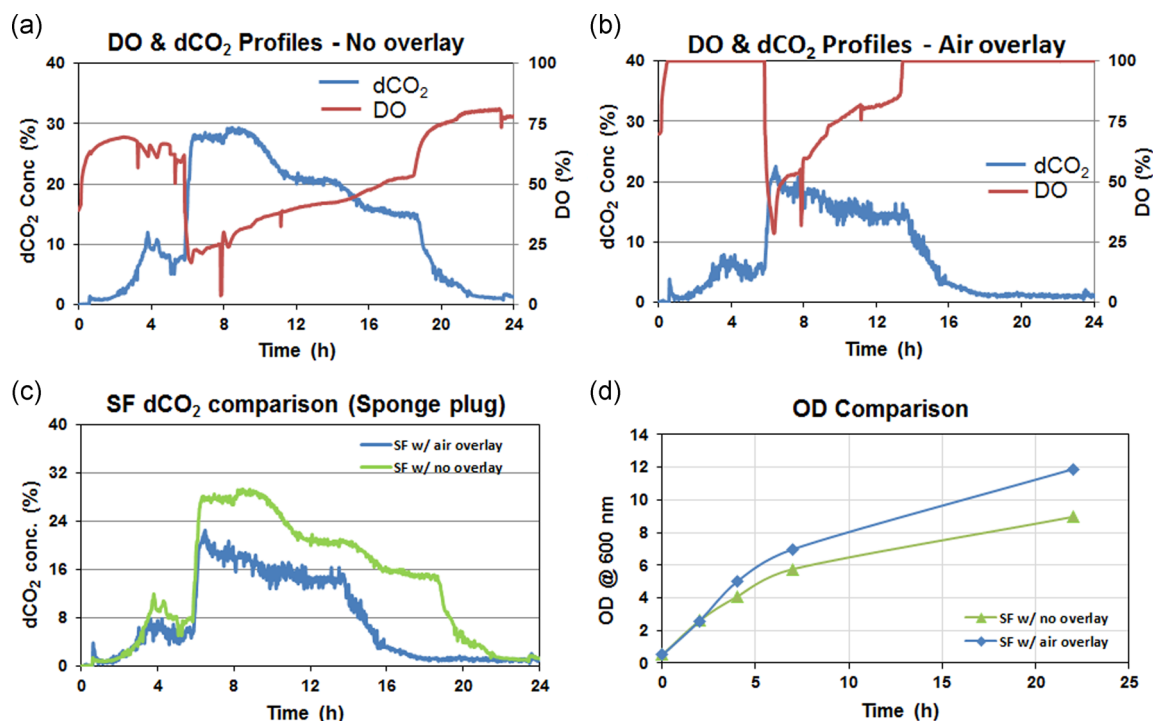 (a)
DO & dCO₂ Profiles - No overlay
dCO₂ Conc (%)
40
30
20
10
0
dCO₂
DO
100
75
50
25
0
DO (%)
0 4 8 12 16 20 24
Time (h)
(b)
DO & dCO₂ Profiles - Air overlay
dCO₂ Conc (%)
40
30
20
10
0
dCO₂
DO
100
75
50
25
0
DO (%)
0 4 8 12 16 20 24
Time (h)
(c)
SF dCO₂ comparison (Sponge plug)
dCO₂ conc. (%)
40
32
24
16
8
0
SF w/ air overlay
SF w/ no overlay
0 4 8 12 16 20 24
Time (h)
(d)
OD Comparison
OD @ 600 nm
14
12
10
8
6
4
2
0
SF w/ no overlay
SF w/ air overlay
0 5 10 15 20 25
Time (h)